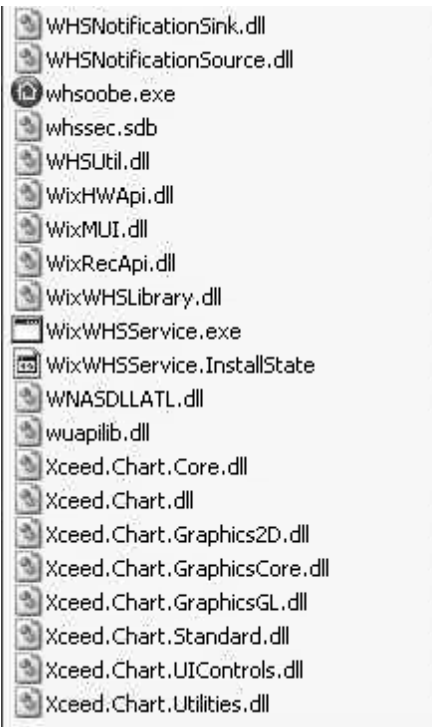 WHSNotificationSink.dll
WHSNotificationSource.dll
whsoobe.exe
whssec.sdb
WHSUtil.dll
WixHWApi.dll
WixMUI.dll
WixRecApi.dll
WixWHSLibrary.dll
WixWHSService.exe
WixWHSService.InstallState
WNASDLLATL.dll
wuapilib.dll
Xceed.Chart.Core.dll
Xceed.Chart.dll
Xceed.Chart.Graphics2D.dll
Xceed.Chart.GraphicsCore.dll
Xceed.Chart.GraphicsGL.dll
Xceed.Chart.Standard.dll
Xceed.Chart.UIControls.dll
Xceed.Chart.Utilities.dll